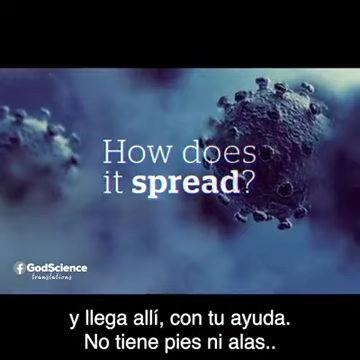 How does
it spread?
GodScience
translations
y llega allí, con tu ayuda.
No tiene pies ni alas..